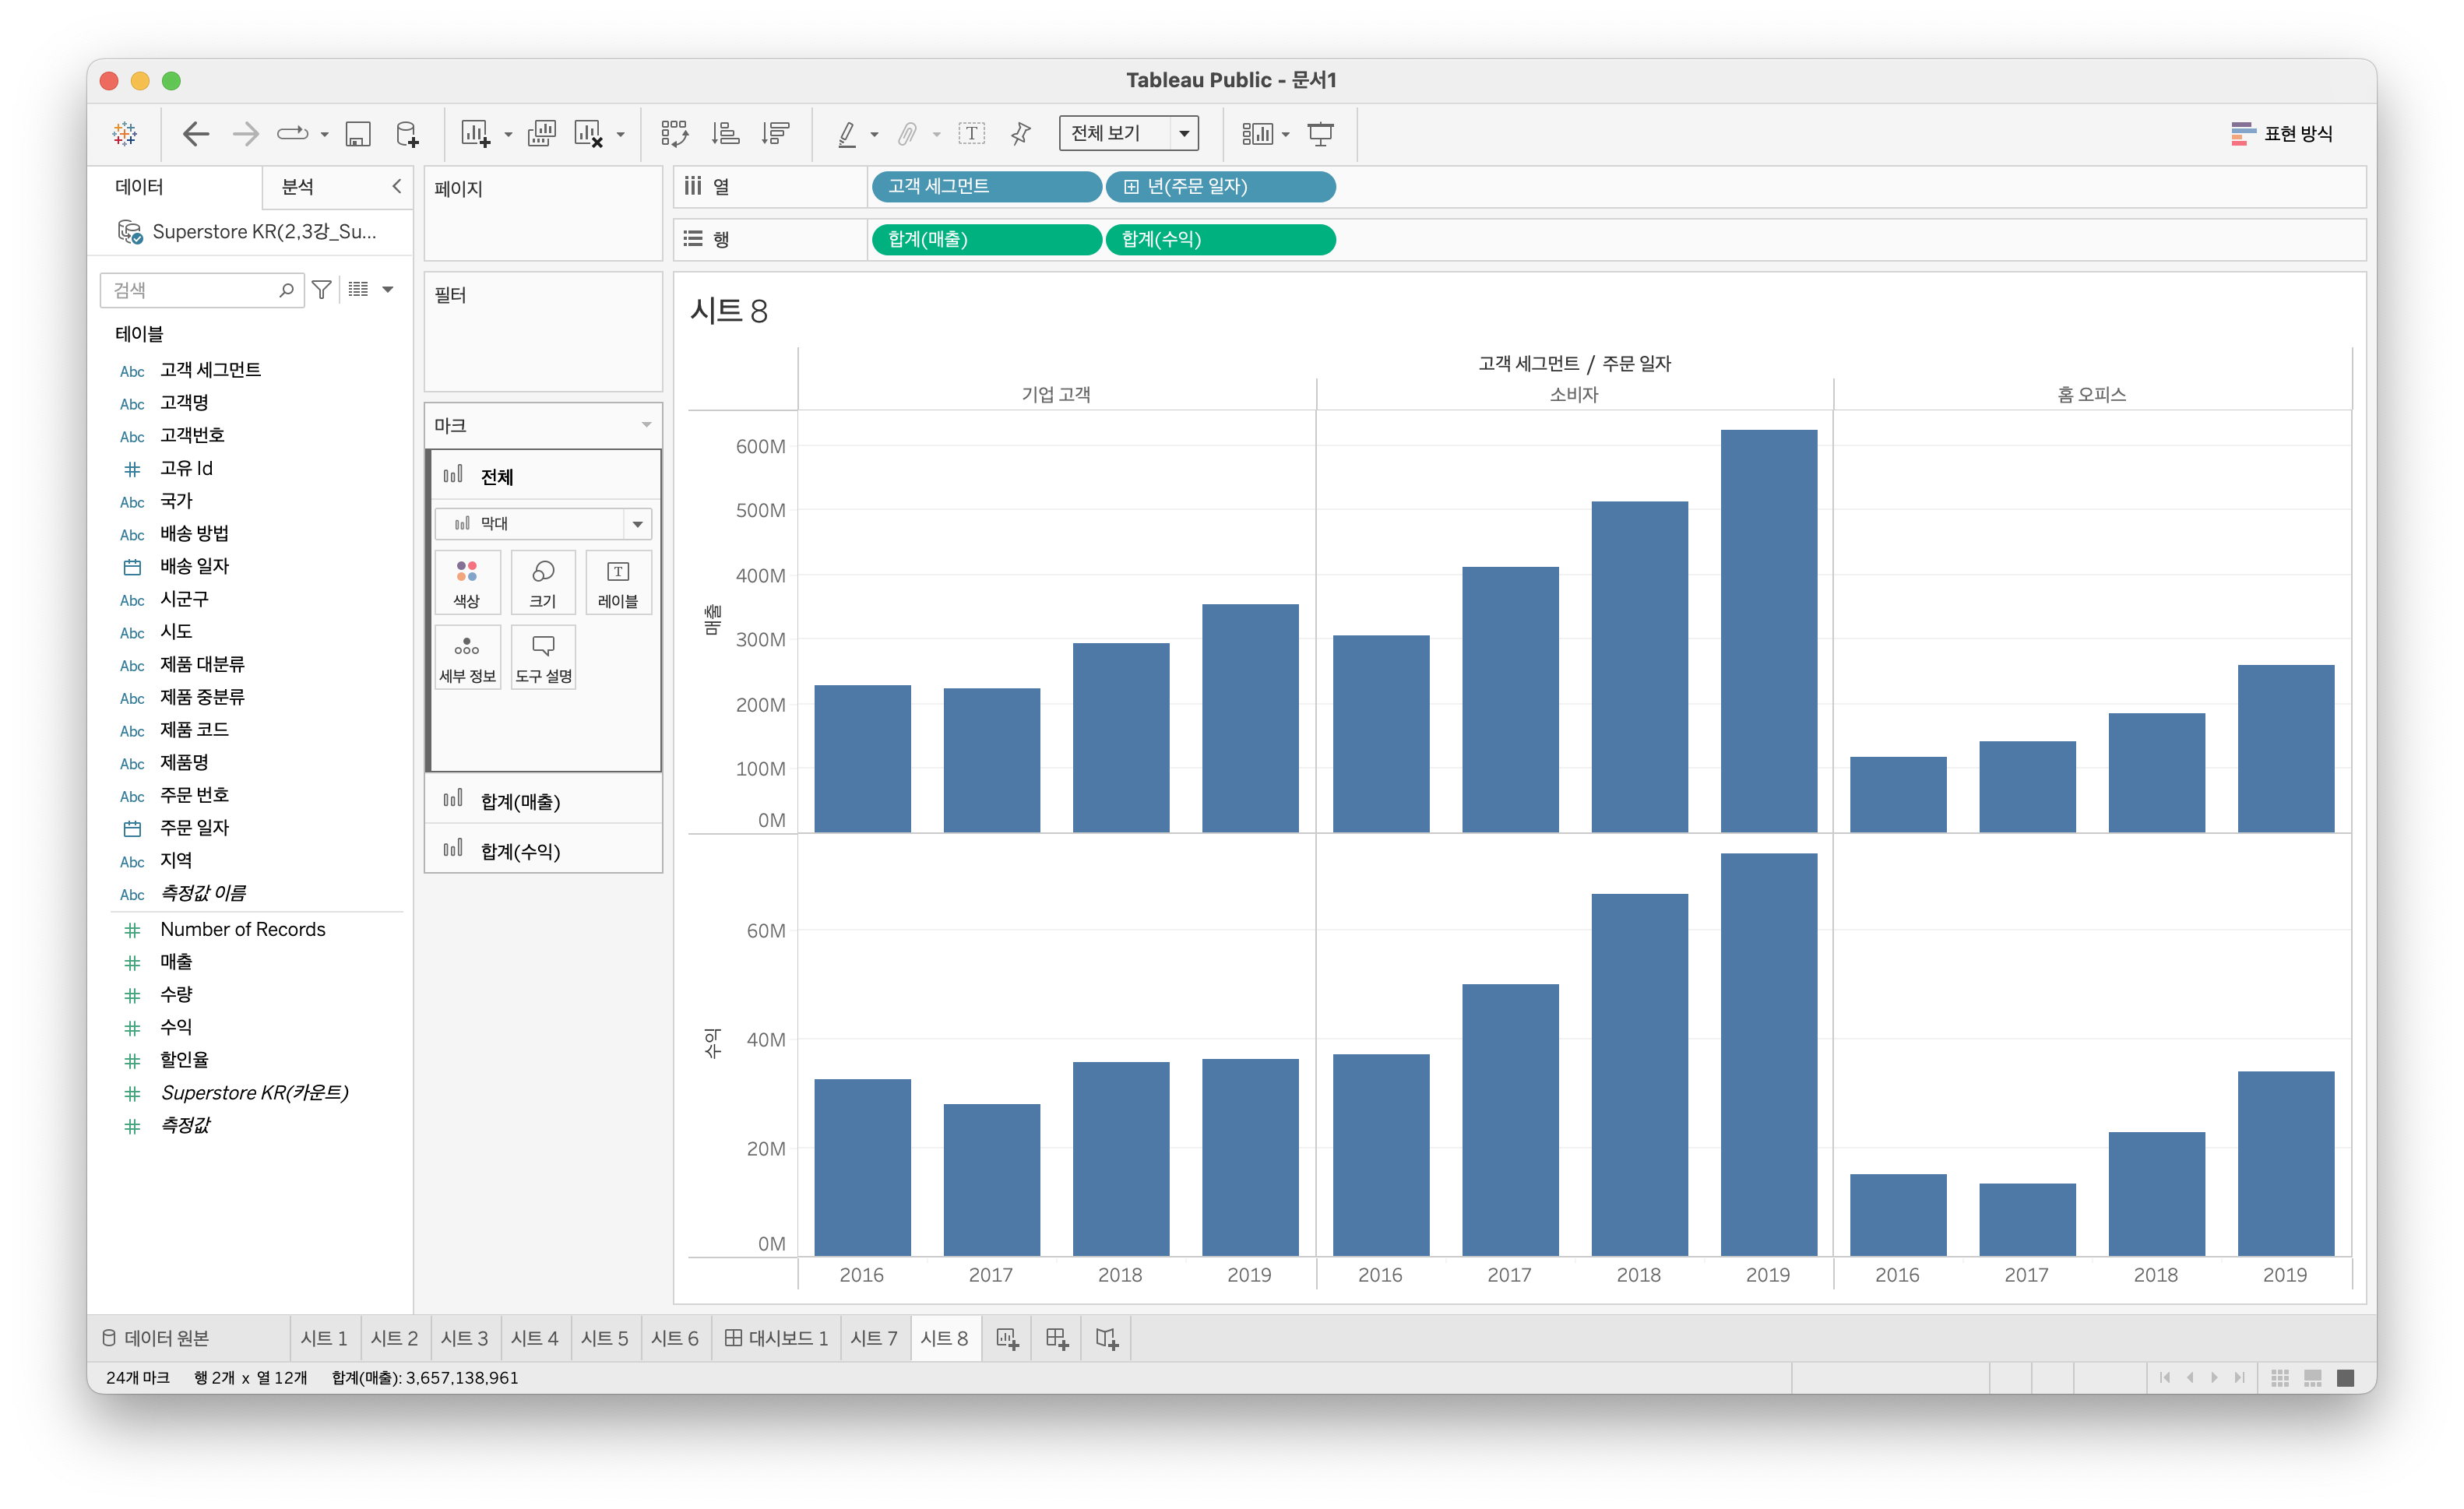 Tableau Public - 문서1
전체 보기
표현 방식
데이터
분석
Superstore KR(2,3강_Su...
검색
테이블
Abc 고객 세그먼트
Abc 고객명
Abc 고객번호
# 고유 Id
Abc 국가
Abc 배송 방법
배송 일자
Abc 시군구
Abc 시도
Abc 제품 대분류
Abc 제품 중분류
Abc 제품 코드
Abc 제품명
Abc 주문 번호
주문 일자
Abc 지역
Abc 측정값 이름
# Number of Records
# 매출
# 수량
# 수익
# 할인율
# Superstore KR(카운트)
# 측정값
페이지
필터
마크
전체
막대
색상 크기 레이블
세부 정보 도구 설명
합계(매출)
합계(수익)
열 고객 세그먼트 년(주문 일자)
행 합계(매출) 합계(수익)
시트 8
고객 세그먼트 / 주문 일자
기업 고객 소비자 홈 오피스
매출
600M
500M
400M
300M
200M
100M
0M
수익
60M
40M
20M
0M
2016 2017 2018 2019 2016 2017 2018 2019 2016 2017 2018 2019
데이터 원본 시트 1 시트 2 시트 3 시트 4 시트 5 시트 6 대시보드 1 시트 7 시트 8
24개 마크 행 2개 x 열 12개 합계(매출): 3,657,138,961